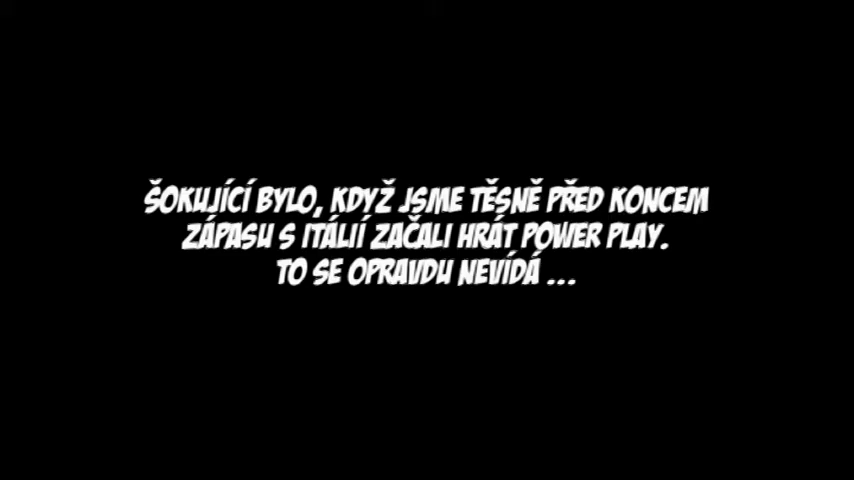 ŠOKUJÍCÍ BYLO, KDYŽ JSME TĚSNĚ PŘED KONCEM
ZÁPASU S ITÁLIÍ ZAČALI HRÁT POWER PLAY.
TO SE OPRAVDU NEVÍDÁ ...